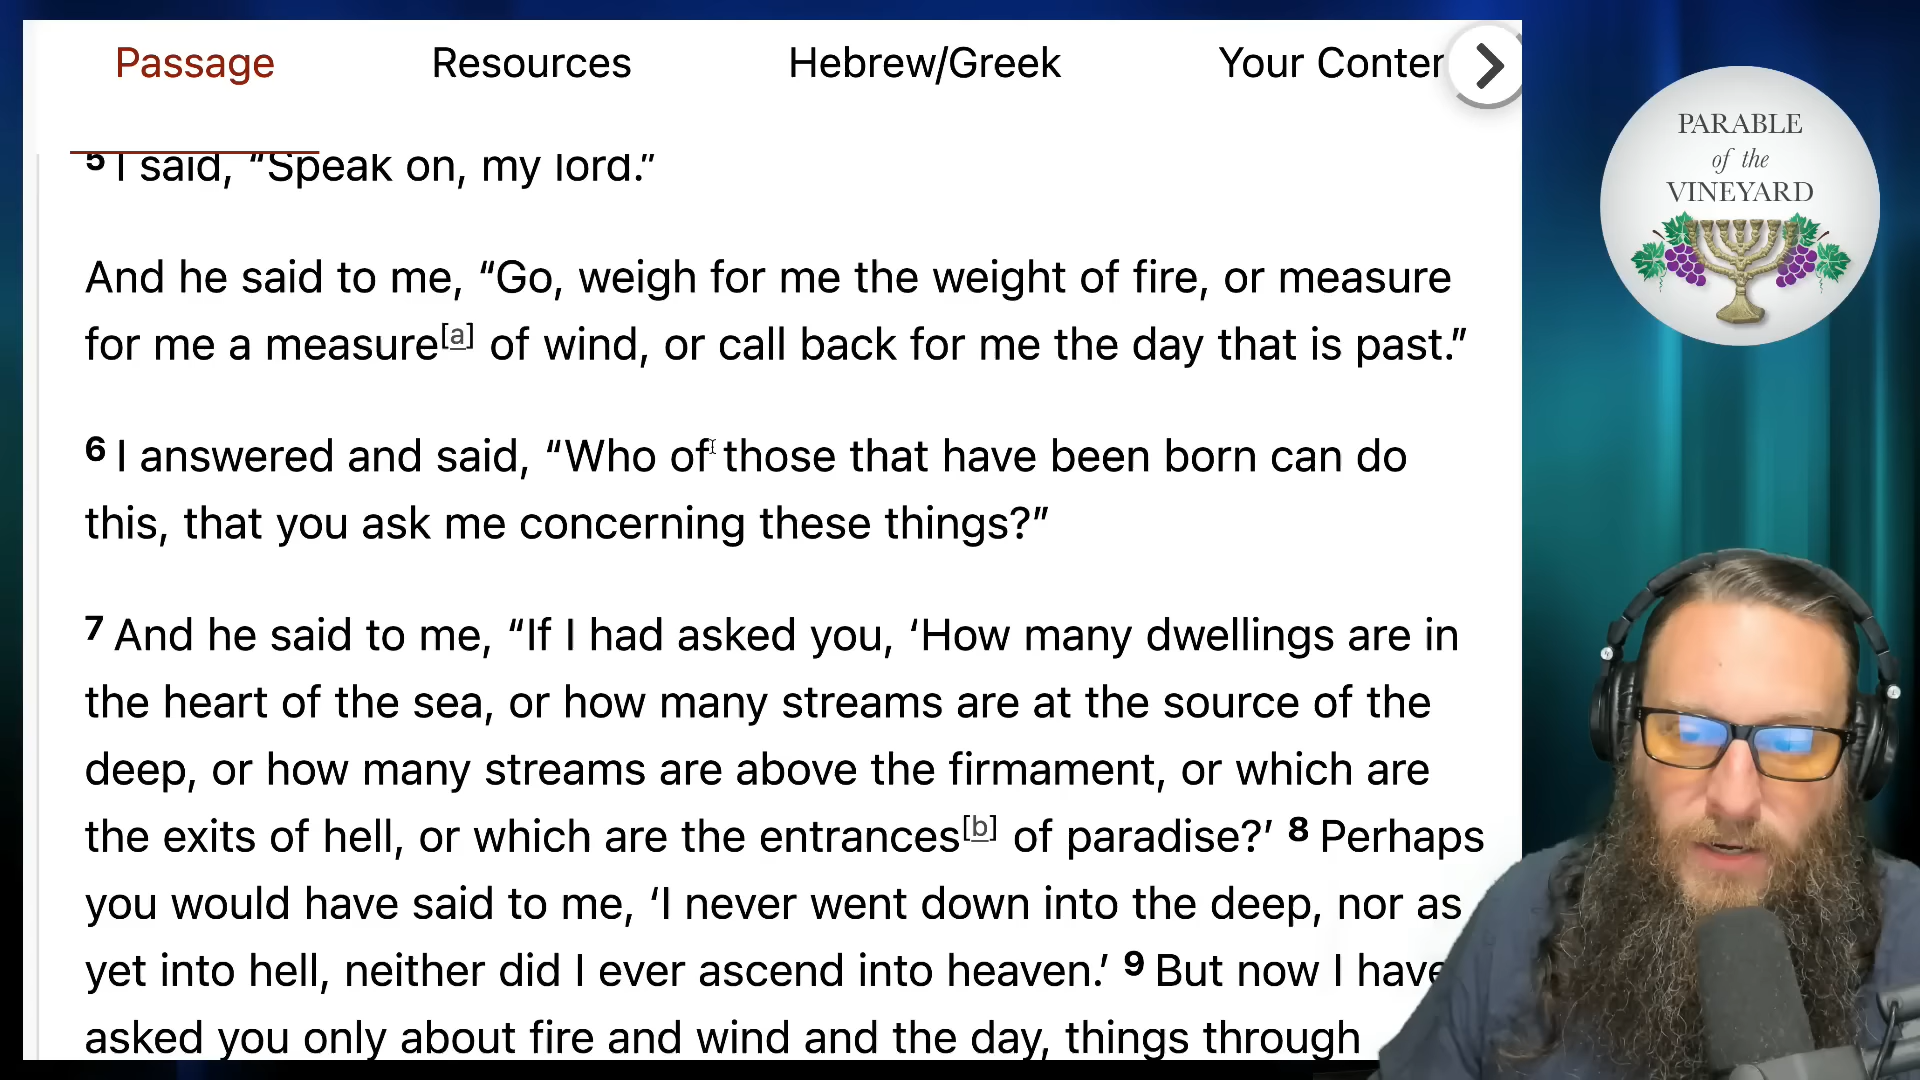 Passage
Resources
Hebrew/Greek
Your Conter
5 I said, “Speak on, my lord.”
And he said to me, “Go, weigh for me the weight of fire, or measure
for me a measure[a] of wind, or call back for me the day that is past.”
6 I answered and said, “Who of those that have been born can do
this, that you ask me concerning these things?”
7 And he said to me, “If I had asked you, ‘How many dwellings are in
the heart of the sea, or how many streams are at the source of the
deep, or how many streams are above the firmament, or which are
the exits of hell, or which are the entrances[b] of paradise?’ 8 Perhaps
you would have said to me, ‘I never went down into the deep, nor as
yet into hell, neither did I ever ascend into heaven.’ 9 But now I have
asked you only about fire and wind and the day, things through
PARABLE
of the
VINEYARD